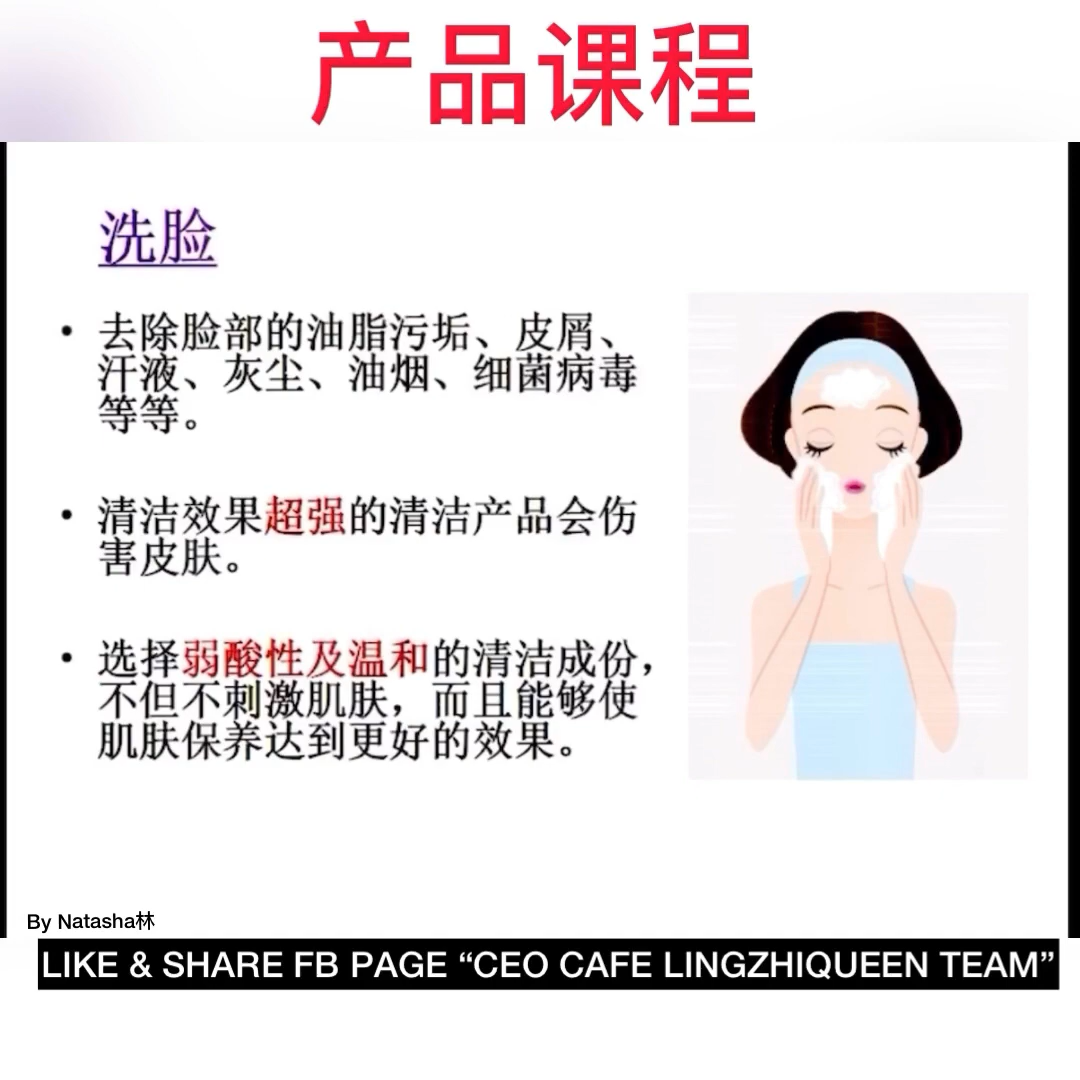 产品课程
洗脸
• 去除脸部的油脂污垢、皮屑、
汗液、灰尘、油烟、细菌病毒
等等。
• 清洁效果超强的清洁产品会伤
害皮肤。
• 选择弱酸性及温和的清洁成份，
不但不刺激肌肤，而且能够使
肌肤保养达到更好的效果。
By Natasha林
LIKE & SHARE FB PAGE “CEO CAFE LINGZHIQUEEN TEAM”